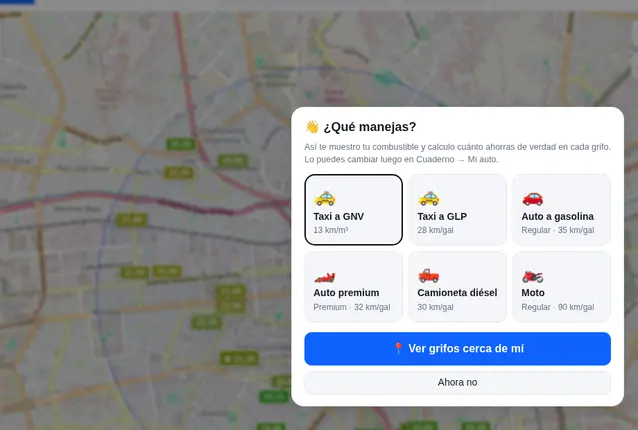 👋 ¿Qué manejas?
Así te muestro tu combustible y calculo cuánto ahorras de verdad en cada grifo.
Lo puedes cambiar luego en Cuaderno → Mi auto.
Taxi a GNV
13 km/m³
Taxi a GLP
28 km/gal
Auto a gasolina
Regular · 35 km/gal
Auto premium
Premium · 32 km/gal
Camioneta diésel
30 km/gal
Moto
Regular · 90 km/gal
📍 Ver grifos cerca de mí
Ahora no